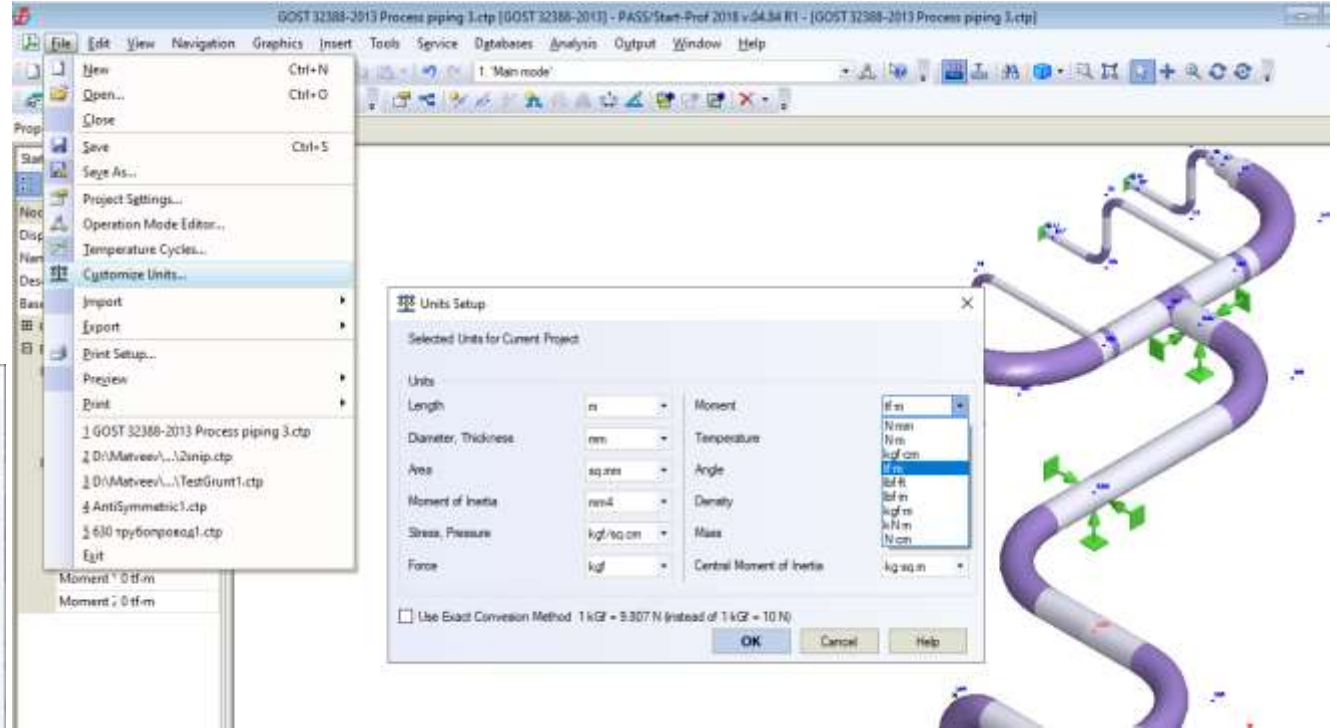 GOST 32388-2013 Process piping 3.ctp [GOST 32388-2013] - PASS/Start-Prof 2018 v.04.84 R1 - [GOST 32388-2013 Process piping 3.ctp]
File Edit View Navigation Graphics Insert Tools Service Databases Analysis Output Window Help
New Ctrl+N
1. 'Main mode'
Open... Ctrl+O
Close
Save Ctrl+S
Save As...
Project Settings...
Operation Mode Editor...
Temperature Cycles...
Customize Units...
Import
Export
Print Setup...
Preview
Print
1 GOST 32388-2013 Process piping 3.ctp
2 D:\Matveev\...\2snip.ctp
3 D:\Matveev\...\TestGrunt1.ctp
4 AntiSymmetric1.ctp
5 630 трубопровод1.ctp
Exit
Moment 0 tf-m
Moment 0 tf-m
Units Setup
Selected Units for Current Project
Units
Length m Moment tf m
Diameter, Thickness mm Temperature
Area sq.mm Angle
Moment of Inertia mm4 Density
Stress, Pressure kgf/sq.cm Mass
Force kgf Central Moment of Inertia kg·sq.m
N mm
N m
kgf cm
tf m
lbf ft
lbf in
kgf m
kN m
N cm
Use Exact Convesion Method 1 kGf = 9.807 N (instead of 1 kGf = 10 N)
OK Cancel Help